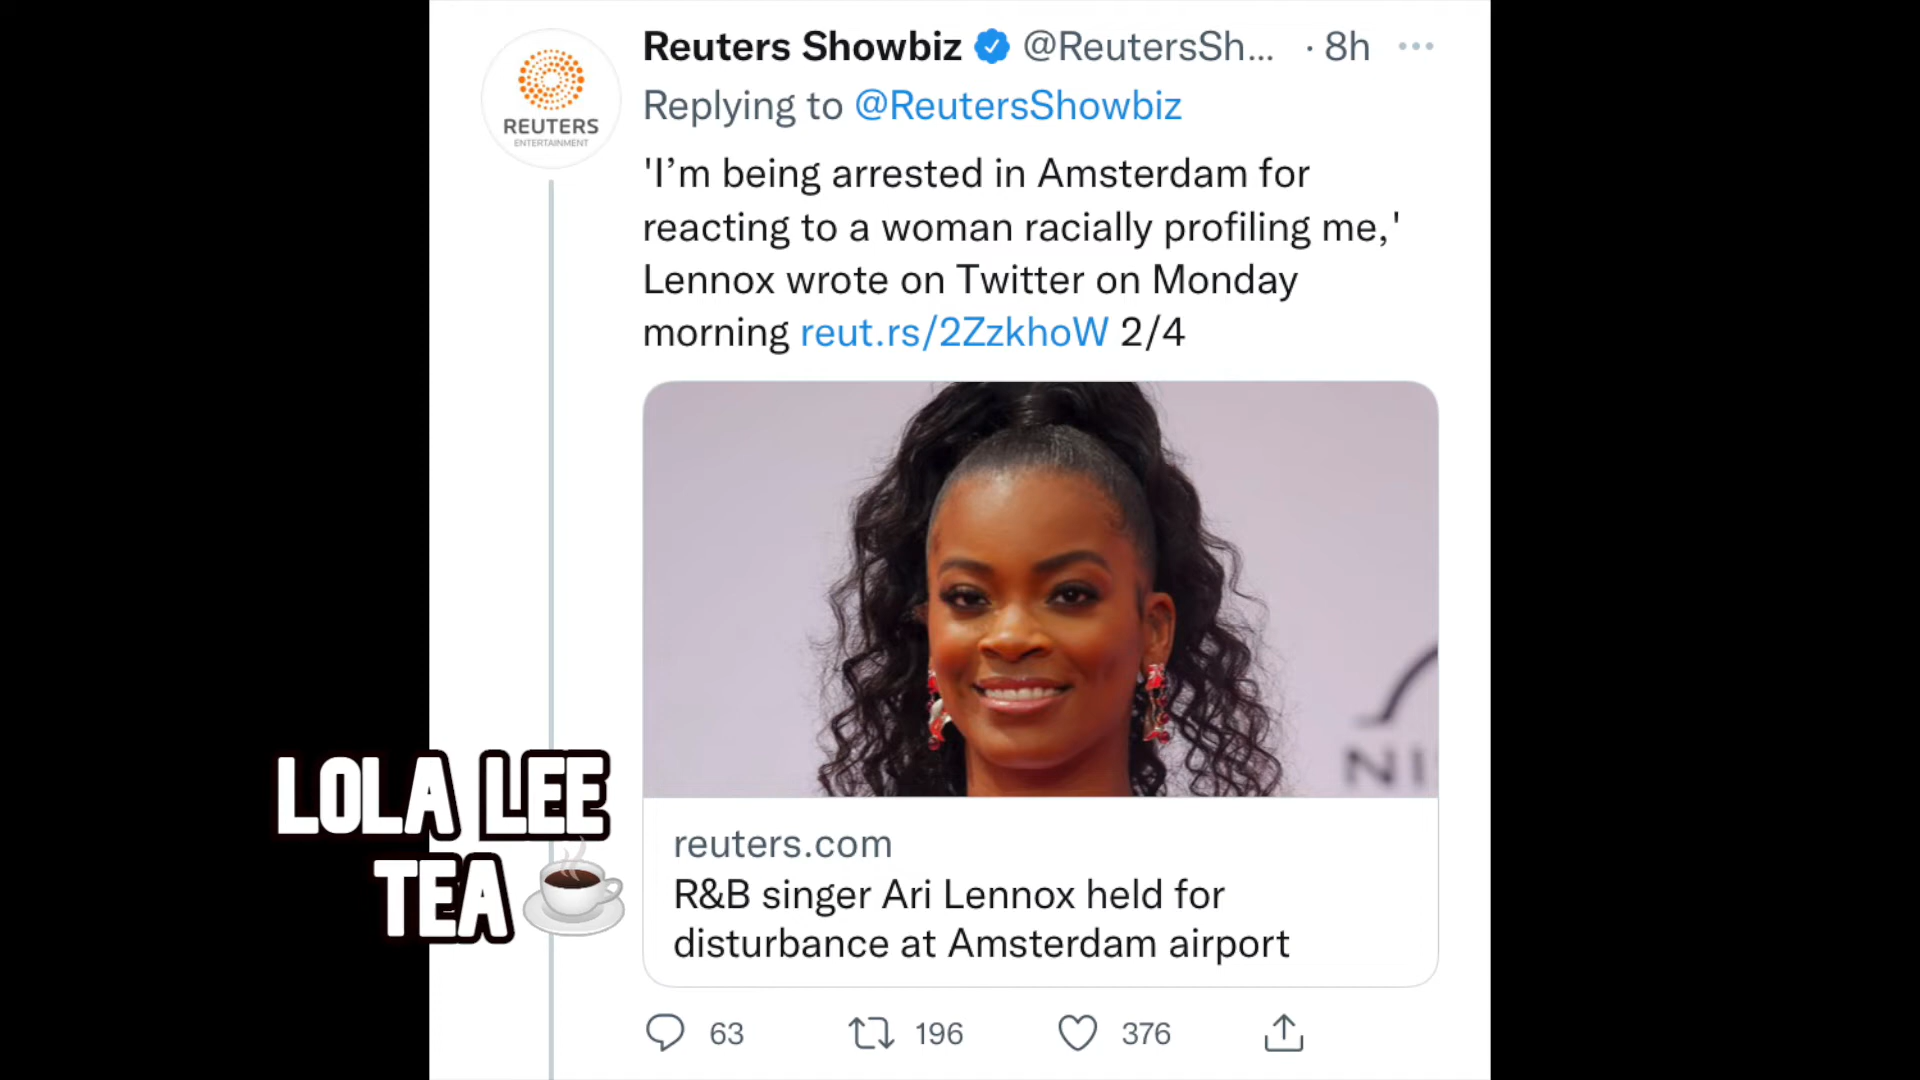 Reuters Showbiz @ReutersSh... · 8h
REUTERS
ENTERTAINMENT
Replying to @ReutersShowbiz
'I’m being arrested in Amsterdam for
reacting to a woman racially profiling me,'
Lennox wrote on Twitter on Monday
morning reut.rs/2ZzkhoW 2/4
NI
LOLA LEE
TEA
reuters.com
R&B singer Ari Lennox held for
disturbance at Amsterdam airport
63 196 376